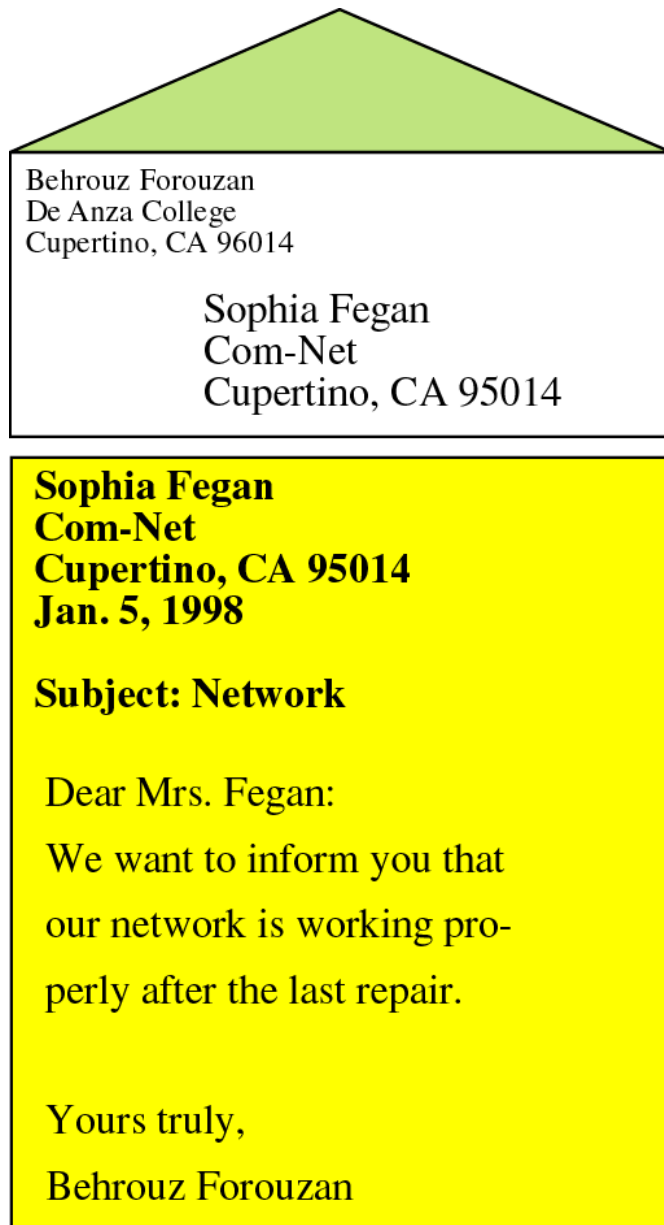 Behrouz Forouzan
De Anza College
Cupertino, CA 96014
Sophia Fegan
Com-Net
Cupertino, CA 95014
Sophia Fegan
Com-Net
Cupertino, CA 95014
Jan. 5, 1998
Subject: Network
Dear Mrs. Fegan:
We want to inform you that
our network is working pro-
perly after the last repair.
Yours truly,
Behrouz Forouzan